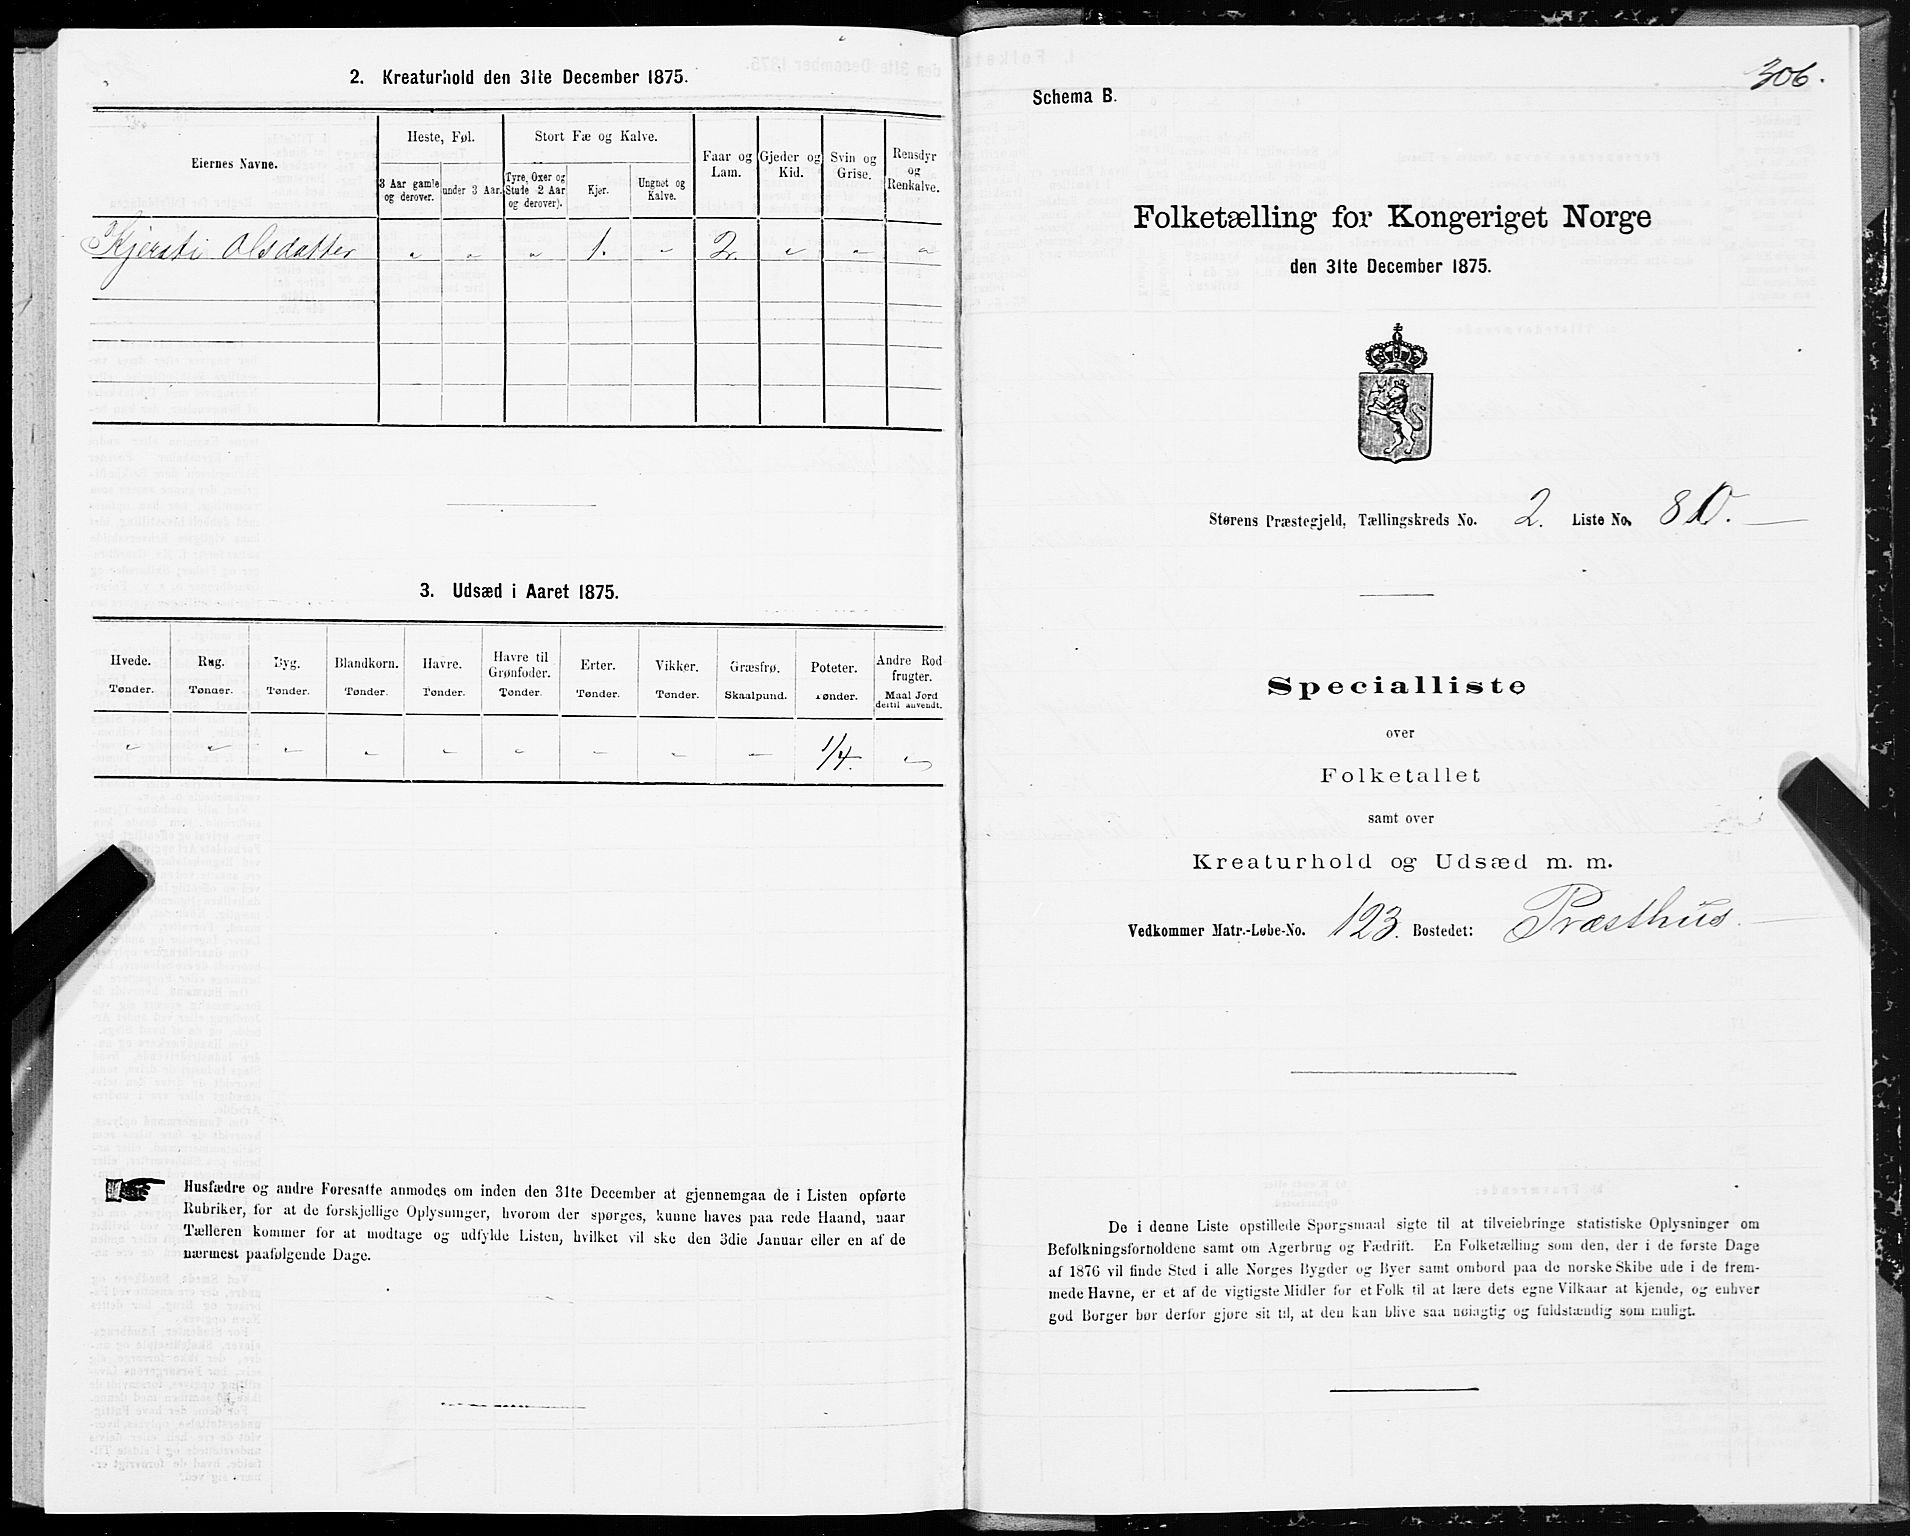 2. Kreaturhold den 31te December 1875.
Eiernes Navne.
Heste, Føl.
Stort Fæ og Kalve.
Faar og Lam.
Gjeder og Kid.
Svin og Grise.
Rensdyr og Renkalve.
3 Aar gamle og derover.
under 3 Aar.
Tyre, Oxer og Stude 2 Aar og derover).
Kjer.
Ungnet og Kalve.
Kjersti Olsdatter " " " 1. " 2. " " "
3. Udsæd i Aaret 1875.
Hvede. Rug. Byg. Blandkorn. Havre. Havre til Grønfoder. Erter. Vikker. Græsfrø. Poteter. Andre Rodfrugter.
Tønder. Tønder. Tønder. Tønder. Tønder. Tønder. Tønder. Tønder. Skaalpund. Tønder. Maal Jord dertil anvendt.
" " " " " " " " " 1/4. "
Husfædre og andre Foresatte anmodes om inden den 31te December at gjennemgaa de i Listen opførte
Rubriker, for at de forskjellige Oplysninger, hvorom der spørges, kunne haves paa rede Haand, naar
Tælleren kommer for at modtage og udfylde Listen, hvilket vil ske den 3die Januar eller en af de
nærmest paafølgende Dage.
306.
Schema B.
Folketælling for Kongeriget Norge
den 31te December 1875.
Størens Præstegjeld, Tællingskreds No. 2. Liste No. 80.
Specialliste
over
Folketallet
samt over
Kreaturhold og Udsæd m. m.
Vedkommer Matr.-Løbe-No. 123. Bostedet: Præsthus.
De i denne Liste opstillede Spørgsmaal sigte til at tilveiebringe statistiske Oplysninger om
Befolkningsforholdene samt om Agerbrug og Fædrift. En Folketælling som den, der i de første Dage
af 1876 vil finde Sted i alle Norges Bygder og Byer samt ombord paa de norske Skibe ude i de frem-
mede Havne, er et af de vigtigste Midler for et Folk til at lære dets egne Vilkaar at kjende, og enhver
god Borger bør derfor gjøre sit til, at den kan blive saa nøiagtig og fuldstændig som muligt.